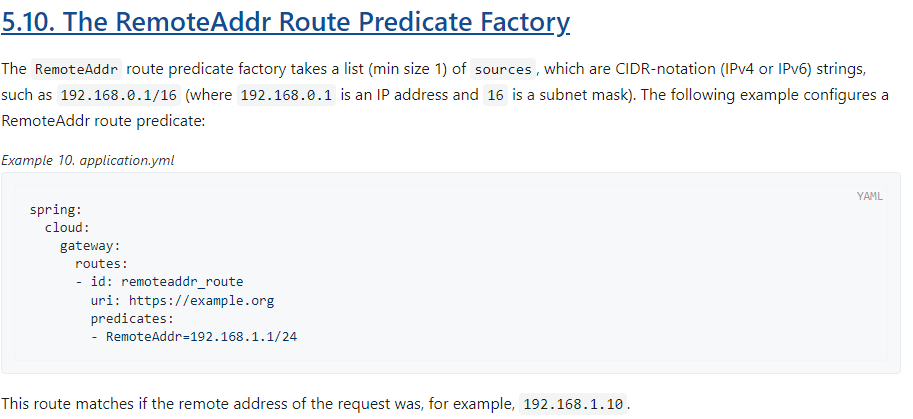 5.10. The RemoteAddr Route Predicate Factory
The RemoteAddr route predicate factory takes a list (min size 1) of sources, which are CIDR-notation (IPv4 or IPv6) strings,
such as 192.168.0.1/16 (where 192.168.0.1 is an IP address and 16 is a subnet mask). The following example configures a
RemoteAddr route predicate:
Example 10. application.yml
YAML
spring:
  cloud:
    gateway:
      routes:
      - id: remoteaddr_route
        uri: https://example.org
        predicates:
        - RemoteAddr=192.168.1.1/24
This route matches if the remote address of the request was, for example, 192.168.1.10.